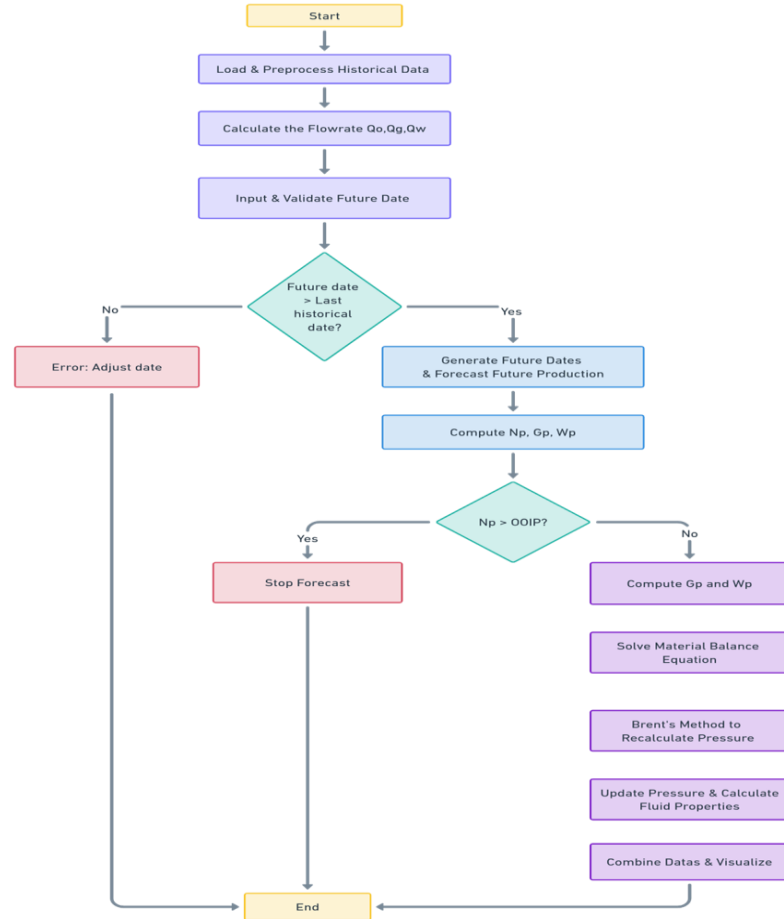 Start
Load & Preprocess Historical Data
Calculate the Flowrate Qo,Qg,Qw
Input & Validate Future Date
Future date
> Last
historical
date?
No
Yes
Error: Adjust date
Generate Future Dates
& Forecast Future Production
Compute Np, Gp, Wp
Np > OOIP?
Yes
No
Stop Forecast
Compute Gp and Wp
Solve Material Balance
Equation
Brent's Method to
Recalculate Pressure
Update Pressure & Calculate
Fluid Properties
Combine Datas & Visualize
End